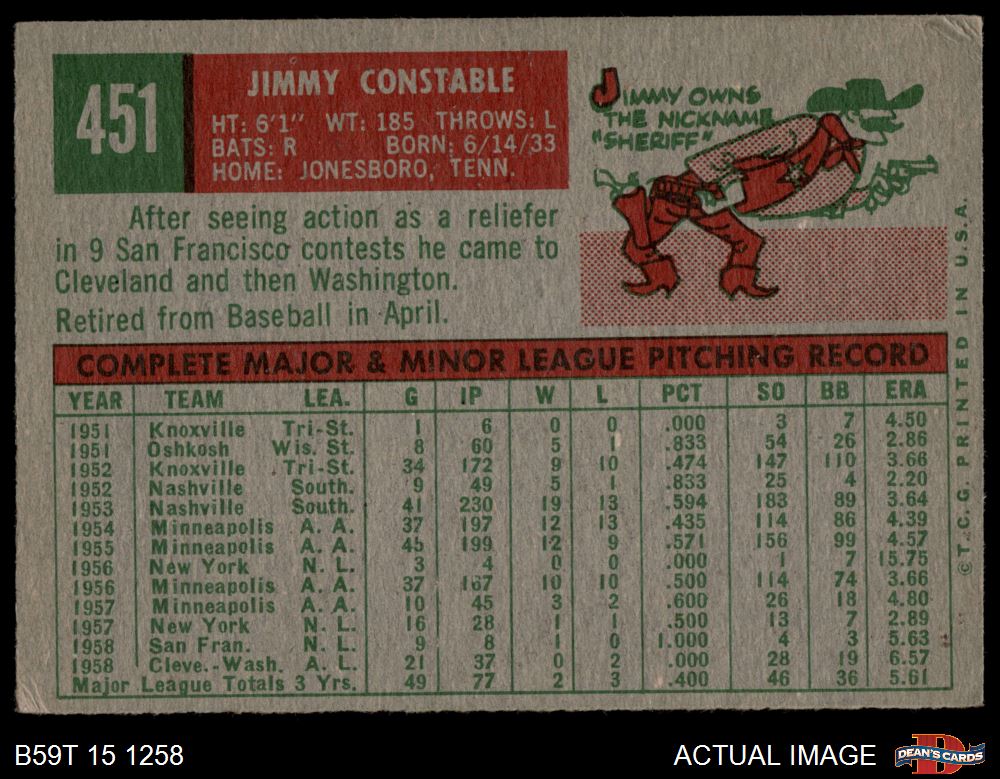 451
JIMMY CONSTABLE
HT: 6'1" WT: 185 THROWS: L
BATS: R BORN: 6/14/33
HOME: JONESBORO, TENN.
JIMMY OWNS
THE NICKNAME
"SHERIFF"
After seeing action as a reliefer
in 9 San Francisco contests he came to
Cleveland and then Washington.
Retired from Baseball in April.
COMPLETE MAJOR & MINOR LEAGUE PITCHING RECORD
YEAR TEAM LEA. G IP W L PCT SO BB ERA
1951 Knoxville Tri-St. 1 6 0 0 .000 3 7 4.50
1951 Oshkosh Wis. St. 8 60 5 1 .833 54 26 2.86
1952 Knoxville Tri-St. 34 172 9 10 .474 147 110 3.66
1952 Nashville South. 9 49 5 1 .833 25 4 2.20
1953 Nashville South. 41 230 19 13 .594 183 89 3.64
1954 Minneapolis A. A. 37 197 12 13 .435 114 86 4.39
1955 Minneapolis A. A. 45 199 12 9 .571 156 99 4.57
1956 New York N. L. 3 4 0 0 .000 1 7 15.75
1956 Minneapolis A. A. 37 167 10 10 .500 114 74 3.66
1957 Minneapolis A. A. 10 45 3 2 .600 26 18 4.80
1957 New York N. L. 16 28 1 1 .500 13 7 2.89
1958 San Fran. N. L. 9 8 1 0 1.000 4 3 5.63
1958 Cleve.-Wash. A. L. 21 37 0 2 .000 28 19 6.57
Major League Totals 3 Yrs. 49 77 2 3 .400 46 36 5.61
© T. C. G. PRINTED IN U.S.A.
B59T 15 1258
ACTUAL IMAGE
DEAN'S CARDS